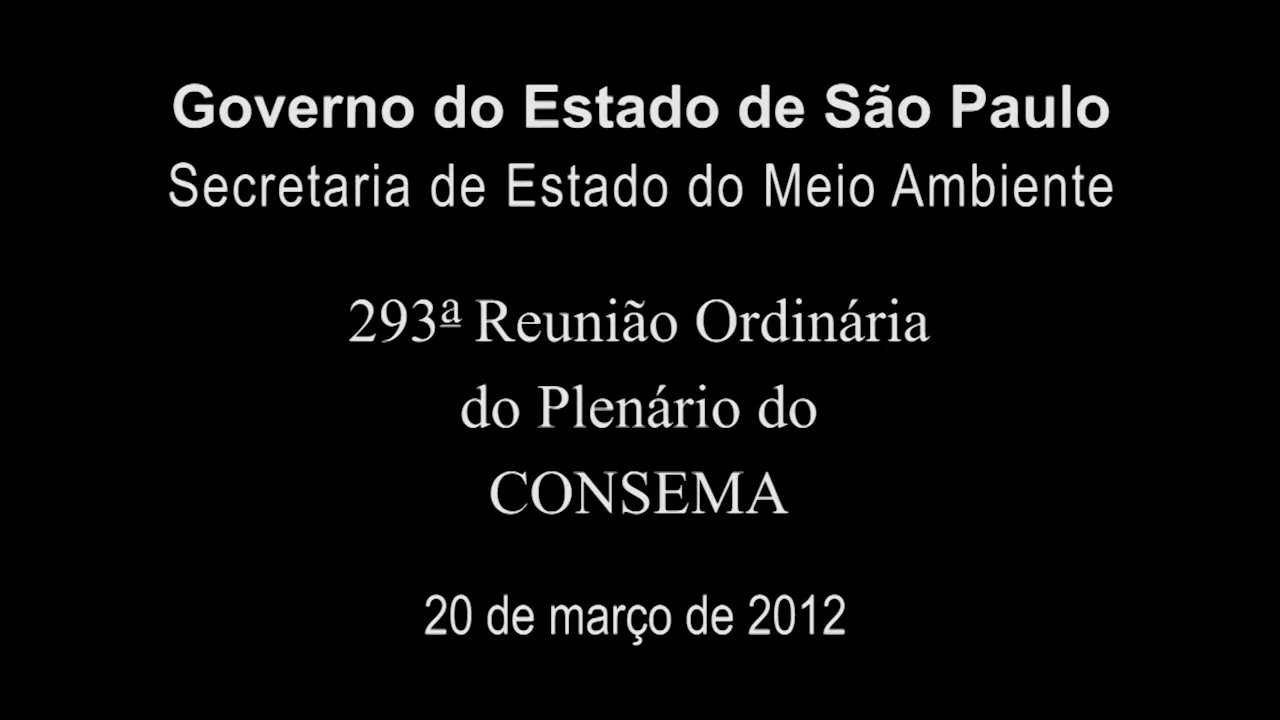 Governo do Estado de São Paulo
Secretaria de Estado do Meio Ambiente
293ª Reunião Ordinária
do Plenário do
CONSEMA
20 de março de 2012